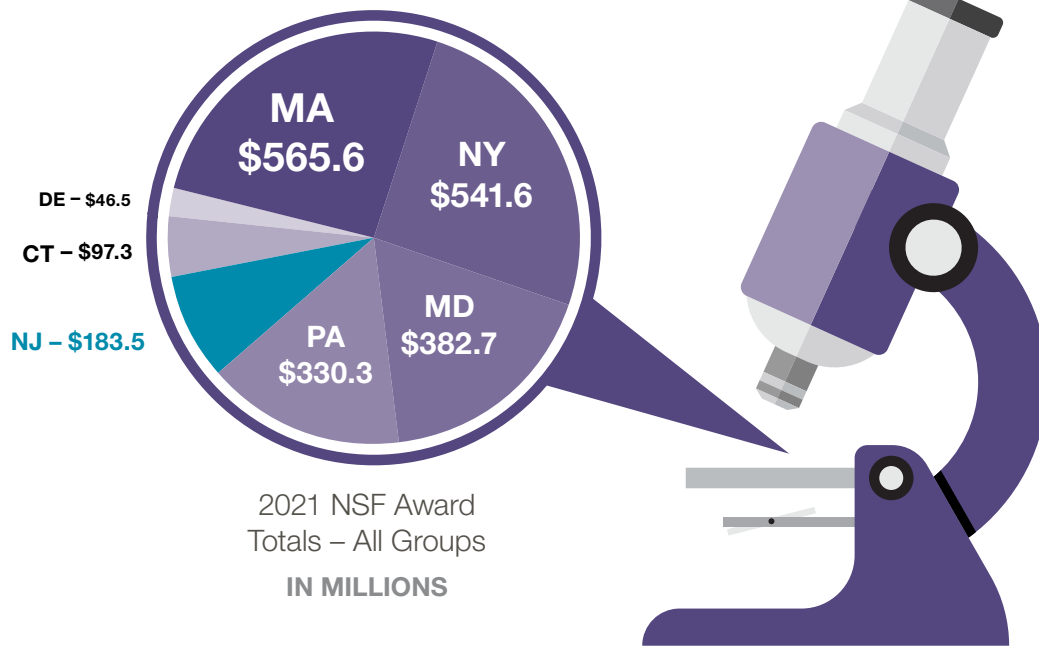 MA
$565.6
NY
$541.6
DE – $46.5
CT – $97.3
MD
$382.7
NJ – $183.5
PA
$330.3
2021 NSF Award
Totals – All Groups
IN MILLIONS